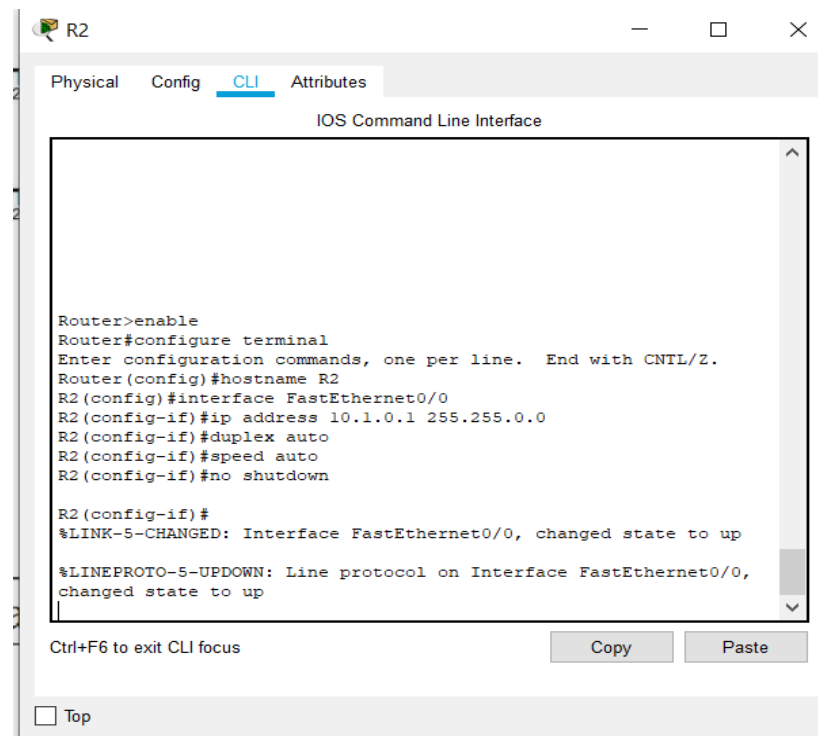 R2
Physical Config CLI Attributes
IOS Command Line Interface
Router>enable
Router#configure terminal
Enter configuration commands, one per line.  End with CNTL/Z.
Router(config)#hostname R2
R2(config)#interface FastEthernet0/0
R2(config-if)#ip address 10.1.0.1 255.255.0.0
R2(config-if)#duplex auto
R2(config-if)#speed auto
R2(config-if)#no shutdown
R2(config-if)#
%LINK-5-CHANGED: Interface FastEthernet0/0, changed state to up
%LINEPROTO-5-UPDOWN: Line protocol on Interface FastEthernet0/0,
changed state to up
Ctrl+F6 to exit CLI focus
Copy Paste
Top